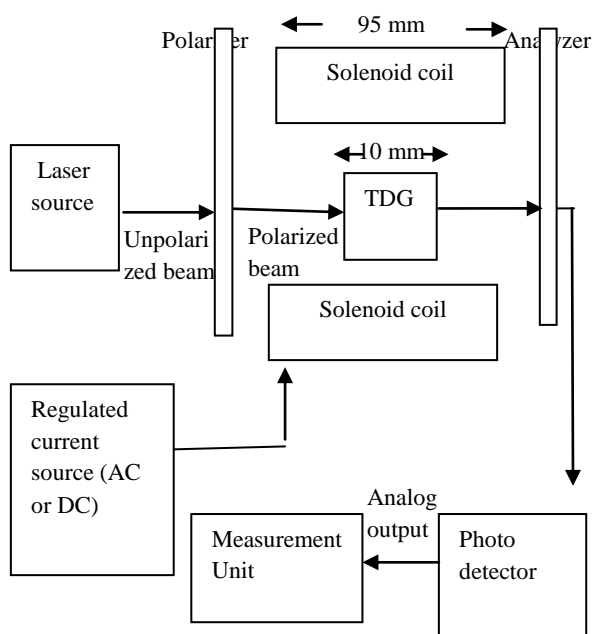 Polarizer
95 mm
Analyzer
Solenoid coil
Laser
source
10 mm
TDG
Unpolari
zed beam
Polarized
beam
Solenoid coil
Regulated
current
source (AC
or DC)
Analog
output
Measurement
Unit
Photo
detector